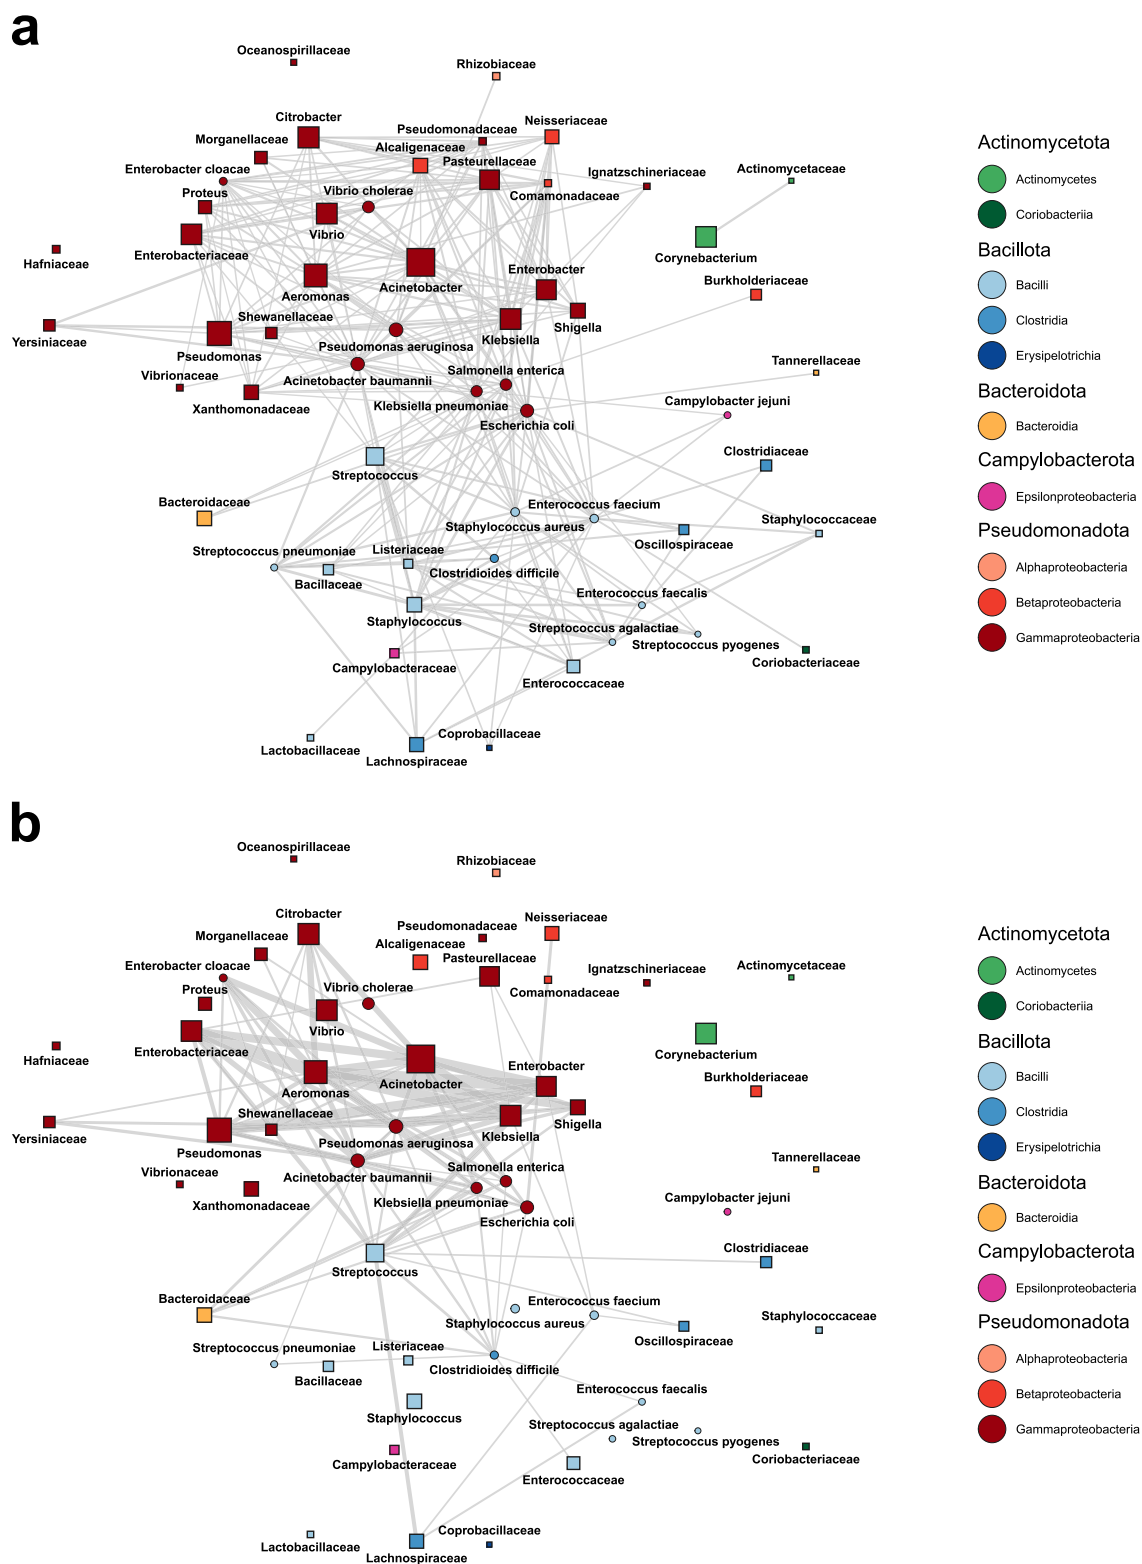 a
Oceanospirillaceae
Rhizobiaceae
Citrobacter
Neisseriaceae
Pseudomonadaceae
Morganellaceae
Alcaligenaceae
Pasteurellaceae
Enterobacter cloacae
Ignatzschineriaceae
Actinomycetaceae
Proteus
Vibrio cholerae
Comamonadaceae
Vibrio
Enterobacteriaceae
Corynebacterium
Hafniaceae
Enterobacter
Burkholderiaceae
Acinetobacter
Aeromonas
Shewanellaceae
Shigella
Yersiniaceae
Klebsiella
Pseudomonas aeruginosa
Pseudomonas
Tannerellaceae
Salmonella enterica
Vibrionaceae
Acinetobacter baumannii
Campylobacter jejuni
Klebsiella pneumoniae
Xanthomonadaceae
Escherichia coli
Clostridiaceae
Streptococcus
Bacteroidaceae
Enterococcus faecium
Staphylococcaceae
Staphylococcus aureus
Oscillospiraceae
Streptococcus pneumoniae
Listeriaceae
Clostridioides difficile
Bacillaceae
Enterococcus faecalis
Staphylococcus
Streptococcus agalactiae
Streptococcus pyogenes
Campylobacteraceae
Coriobacteriaceae
Enterococcaceae
Coprobacillaceae
Lactobacillaceae
Lachnospiraceae
Actinomycetota
Actinomycetes
Coriobacteriia
Bacillota
Bacilli
Clostridia
Erysipelotrichia
Bacteroidota
Bacteroidia
Campylobacterota
Epsilonproteobacteria
Pseudomonadota
Alphaproteobacteria
Betaproteobacteria
Gammaproteobacteria
b
Oceanospirillaceae
Rhizobiaceae
Citrobacter
Neisseriaceae
Pseudomonadaceae
Morganellaceae
Alcaligenaceae
Pasteurellaceae
Enterobacter cloacae
Ignatzschineriaceae
Actinomycetaceae
Proteus
Vibrio cholerae
Comamonadaceae
Vibrio
Enterobacteriaceae
Corynebacterium
Hafniaceae
Enterobacter
Burkholderiaceae
Acinetobacter
Aeromonas
Shewanellaceae
Shigella
Yersiniaceae
Klebsiella
Pseudomonas aeruginosa
Pseudomonas
Tannerellaceae
Salmonella enterica
Vibrionaceae
Acinetobacter baumannii
Campylobacter jejuni
Klebsiella pneumoniae
Xanthomonadaceae
Escherichia coli
Clostridiaceae
Streptococcus
Bacteroidaceae
Enterococcus faecium
Staphylococcaceae
Staphylococcus aureus
Oscillospiraceae
Streptococcus pneumoniae
Listeriaceae
Clostridioides difficile
Bacillaceae
Enterococcus faecalis
Staphylococcus
Streptococcus agalactiae
Streptococcus pyogenes
Campylobacteraceae
Coriobacteriaceae
Enterococcaceae
Coprobacillaceae
Lactobacillaceae
Lachnospiraceae
Actinomycetota
Actinomycetes
Coriobacteriia
Bacillota
Bacilli
Clostridia
Erysipelotrichia
Bacteroidota
Bacteroidia
Campylobacterota
Epsilonproteobacteria
Pseudomonadota
Alphaproteobacteria
Betaproteobacteria
Gammaproteobacteria